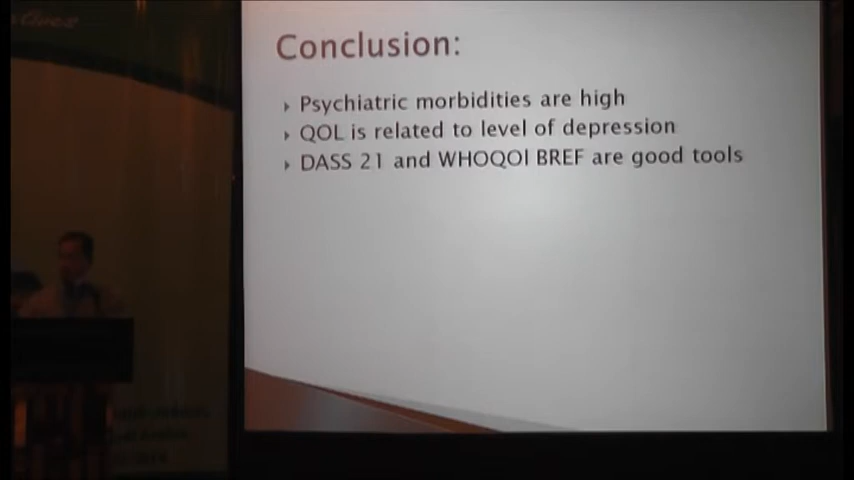 Conclusion:
Psychiatric morbidities are high
QOL is related to level of depression
DASS 21 and WHOQOl BREF are good tools